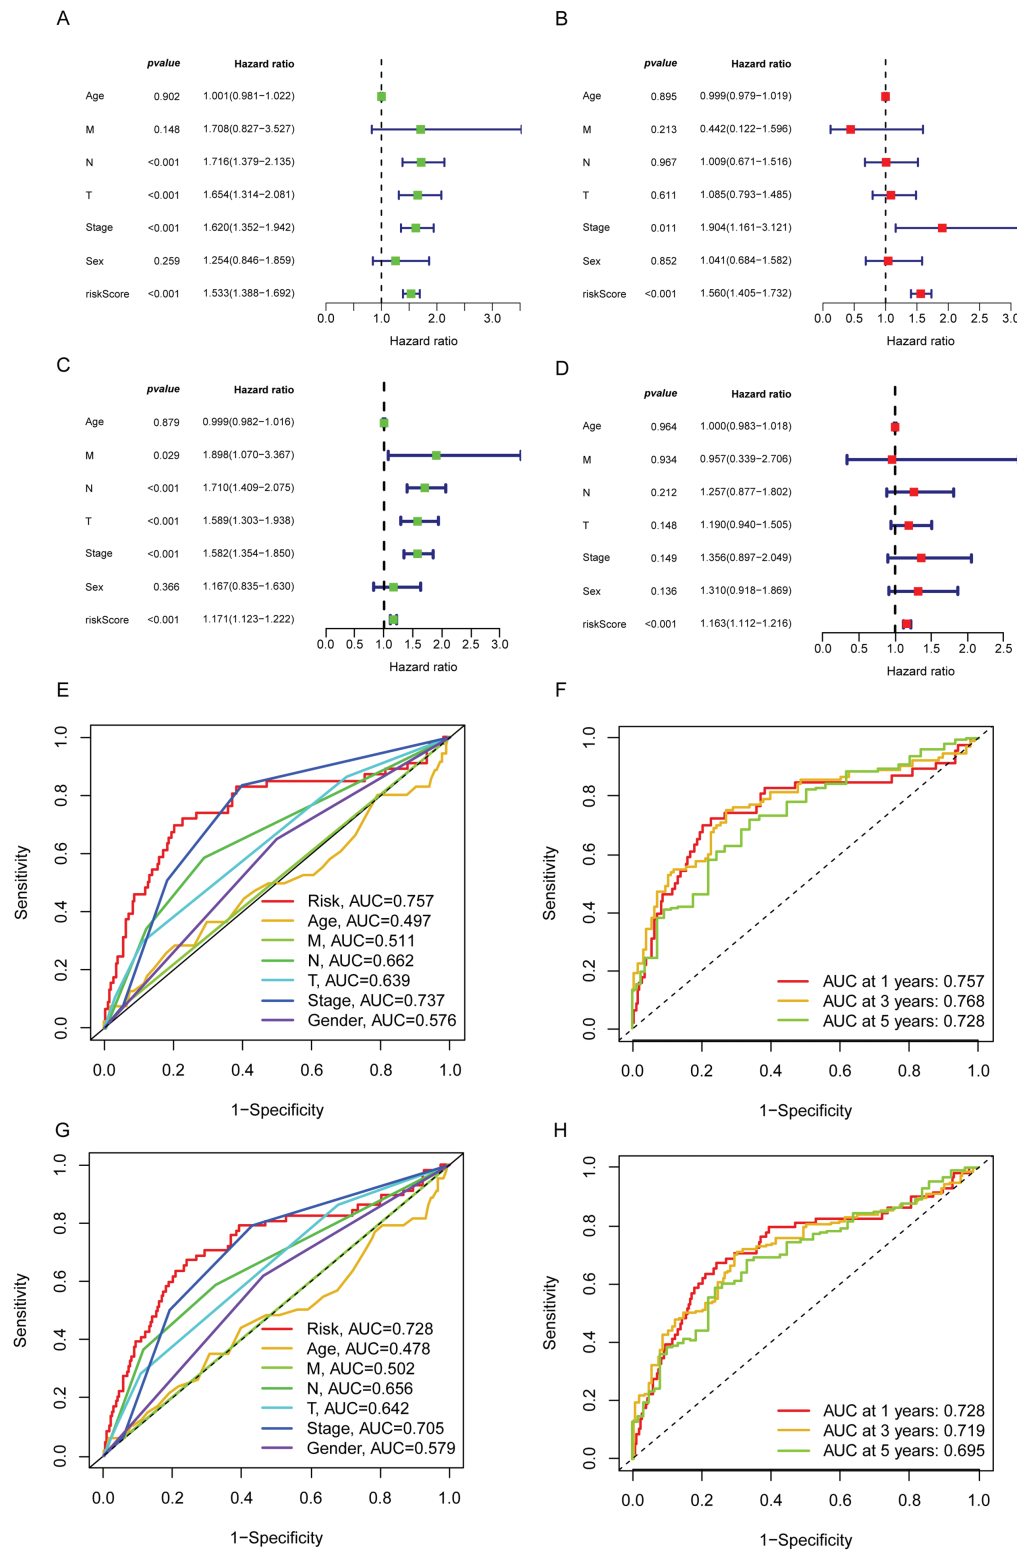 A
pvalue Hazard ratio
Age 0.902 1.001(0.981−1.022)
M 0.148 1.708(0.827−3.527)
N <0.001 1.716(1.379−2.135)
T <0.001 1.654(1.314−2.081)
Stage <0.001 1.620(1.352−1.942)
Sex 0.259 1.254(0.846−1.859)
riskScore <0.001 1.533(1.388−1.692)
0.0 1.0 2.0 3.0
Hazard ratio
B
pvalue Hazard ratio
Age 0.895 0.999(0.979−1.019)
M 0.213 0.442(0.122−1.596)
N 0.967 1.009(0.671−1.516)
T 0.611 1.085(0.793−1.485)
Stage 0.011 1.904(1.161−3.121)
Sex 0.852 1.041(0.684−1.582)
riskScore <0.001 1.560(1.405−1.732)
0.0 0.5 1.0 1.5 2.0 2.5 3.0
Hazard ratio
C
pvalue Hazard ratio
Age 0.879 0.999(0.982−1.016)
M 0.029 1.898(1.070−3.367)
N <0.001 1.710(1.409−2.075)
T <0.001 1.589(1.303−1.938)
Stage <0.001 1.582(1.354−1.850)
Sex 0.366 1.167(0.835−1.630)
riskScore <0.001 1.171(1.123−1.222)
0.0 1.0 2.0 3.0
Hazard ratio
D
pvalue Hazard ratio
Age 0.964 1.000(0.983−1.018)
M 0.934 0.957(0.339−2.706)
N 0.212 1.257(0.877−1.802)
T 0.148 1.190(0.940−1.505)
Stage 0.149 1.356(0.897−2.049)
Sex 0.136 1.310(0.918−1.869)
riskScore <0.001 1.163(1.112−1.216)
0.0 0.5 1.0 1.5 2.0 2.5
Hazard ratio
E
Sensitivity
1.0
0.8
0.6
0.4
0.2
0.0
Risk, AUC=0.757
Age, AUC=0.497
M, AUC=0.511
N, AUC=0.662
T, AUC=0.639
Stage, AUC=0.737
Gender, AUC=0.576
0.0 0.2 0.4 0.6 0.8 1.0
1−Specificity
F
Sensitivity
1.0
0.8
0.6
0.4
0.2
0.0
AUC at 1 years: 0.757
AUC at 3 years: 0.768
AUC at 5 years: 0.728
0.0 0.2 0.4 0.6 0.8 1.0
1−Specificity
G
Sensitivity
1.0
0.8
0.6
0.4
0.2
0.0
Risk, AUC=0.728
Age, AUC=0.478
M, AUC=0.502
N, AUC=0.656
T, AUC=0.642
Stage, AUC=0.705
Gender, AUC=0.579
0.0 0.2 0.4 0.6 0.8 1.0
1−Specificity
H
Sensitivity
1.0
0.8
0.6
0.4
0.2
0.0
AUC at 1 years: 0.728
AUC at 3 years: 0.719
AUC at 5 years: 0.695
0.0 0.2 0.4 0.6 0.8 1.0
1−Specificity